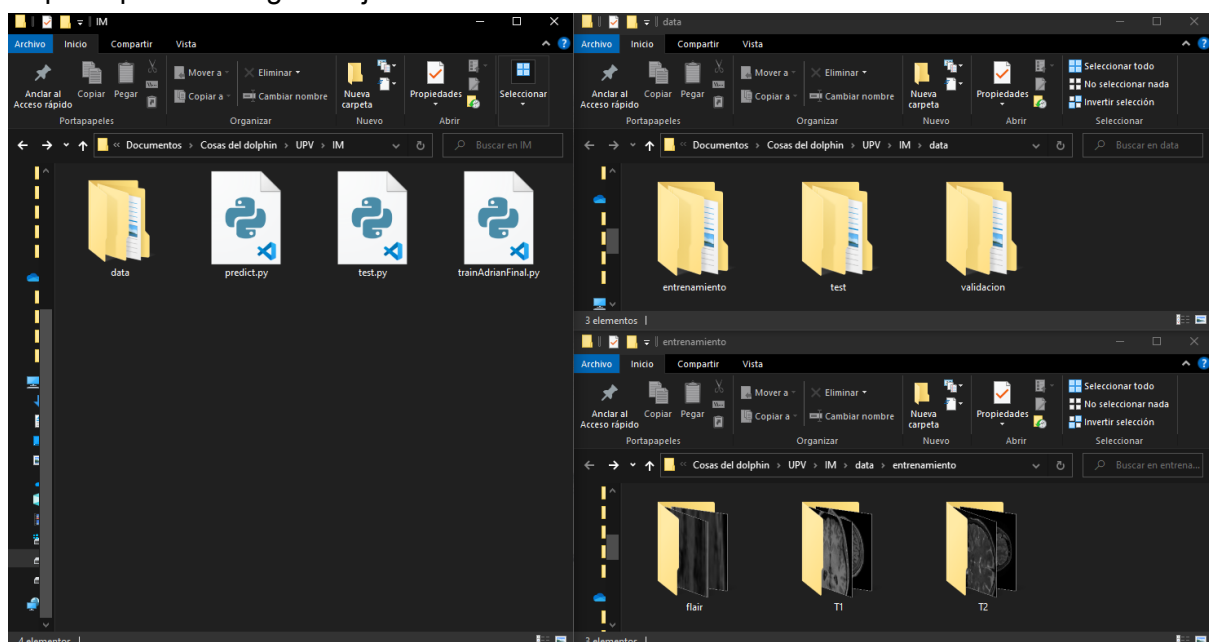 IM
Archivo Inicio Compartir Vista
Anclar al Acceso rápido
Copiar
Pegar
Mover a
Copiar a
Eliminar
Cambiar nombre
Nueva carpeta
Propiedades
Seleccionar
Portapapeles Organizar Nuevo Abrir
« Documentos > Cosas del dolphin > UPV > IM
Buscar en IM
data predict.py test.py trainAdrianFinal.py
4 elementos
data
Archivo Inicio Compartir Vista
Anclar al Acceso rápido
Copiar
Pegar
Mover a
Copiar a
Eliminar
Cambiar nombre
Nueva carpeta
Propiedades
Seleccionar todo
No seleccionar nada
Invertir selección
Portapapeles Organizar Nuevo Abrir Seleccionar
« Documentos > Cosas del dolphin > UPV > IM > data
Buscar en data
entrenamiento test validacion
3 elementos
entrenamiento
Archivo Inicio Compartir Vista
Anclar al Acceso rápido
Copiar
Pegar
Mover a
Copiar a
Eliminar
Cambiar nombre
Nueva carpeta
Propiedades
Seleccionar todo
No seleccionar nada
Invertir selección
Portapapeles Organizar Nuevo Abrir Seleccionar
« Cosas del dolphin > UPV > IM > data > entrenamiento
Buscar en entrena...
flair T1 T2
3 elementos